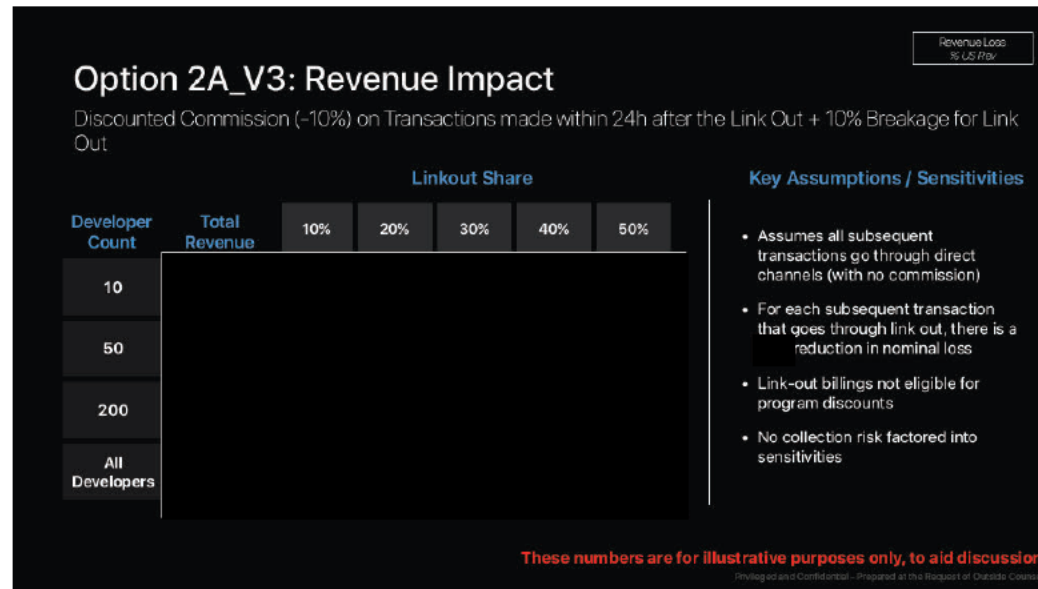 Revenue Loss
% US Rev
Option 2A_V3: Revenue Impact
Discounted Commission (-10%) on Transactions made within 24h after the Link Out + 10% Breakage for Link
Out
Linkout Share
Key Assumptions / Sensitivities
Developer
Count
Total
Revenue
10%
20%
30%
40%
50%
10
50
200
All
Developers
• Assumes all subsequent
transactions go through direct
channels (with no commission)
• For each subsequent transaction
that goes through link out, there is a
reduction in nominal loss
• Link-out billings not eligible for
program discounts
• No collection risk factored into
sensitivities
These numbers are for illustrative purposes only, to aid discussion
Privileged and Confidential – Prepared at the Request of Outside